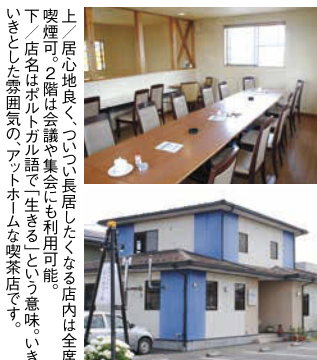 上／居心地良く、ついつい長居したくなる店内は全席
喫煙可。2階は会議や集会にも利用可能。
下／店名はポルトガル語で「生きる」という意味。いき
いきとした雰囲気の、アットホームな喫茶店です。